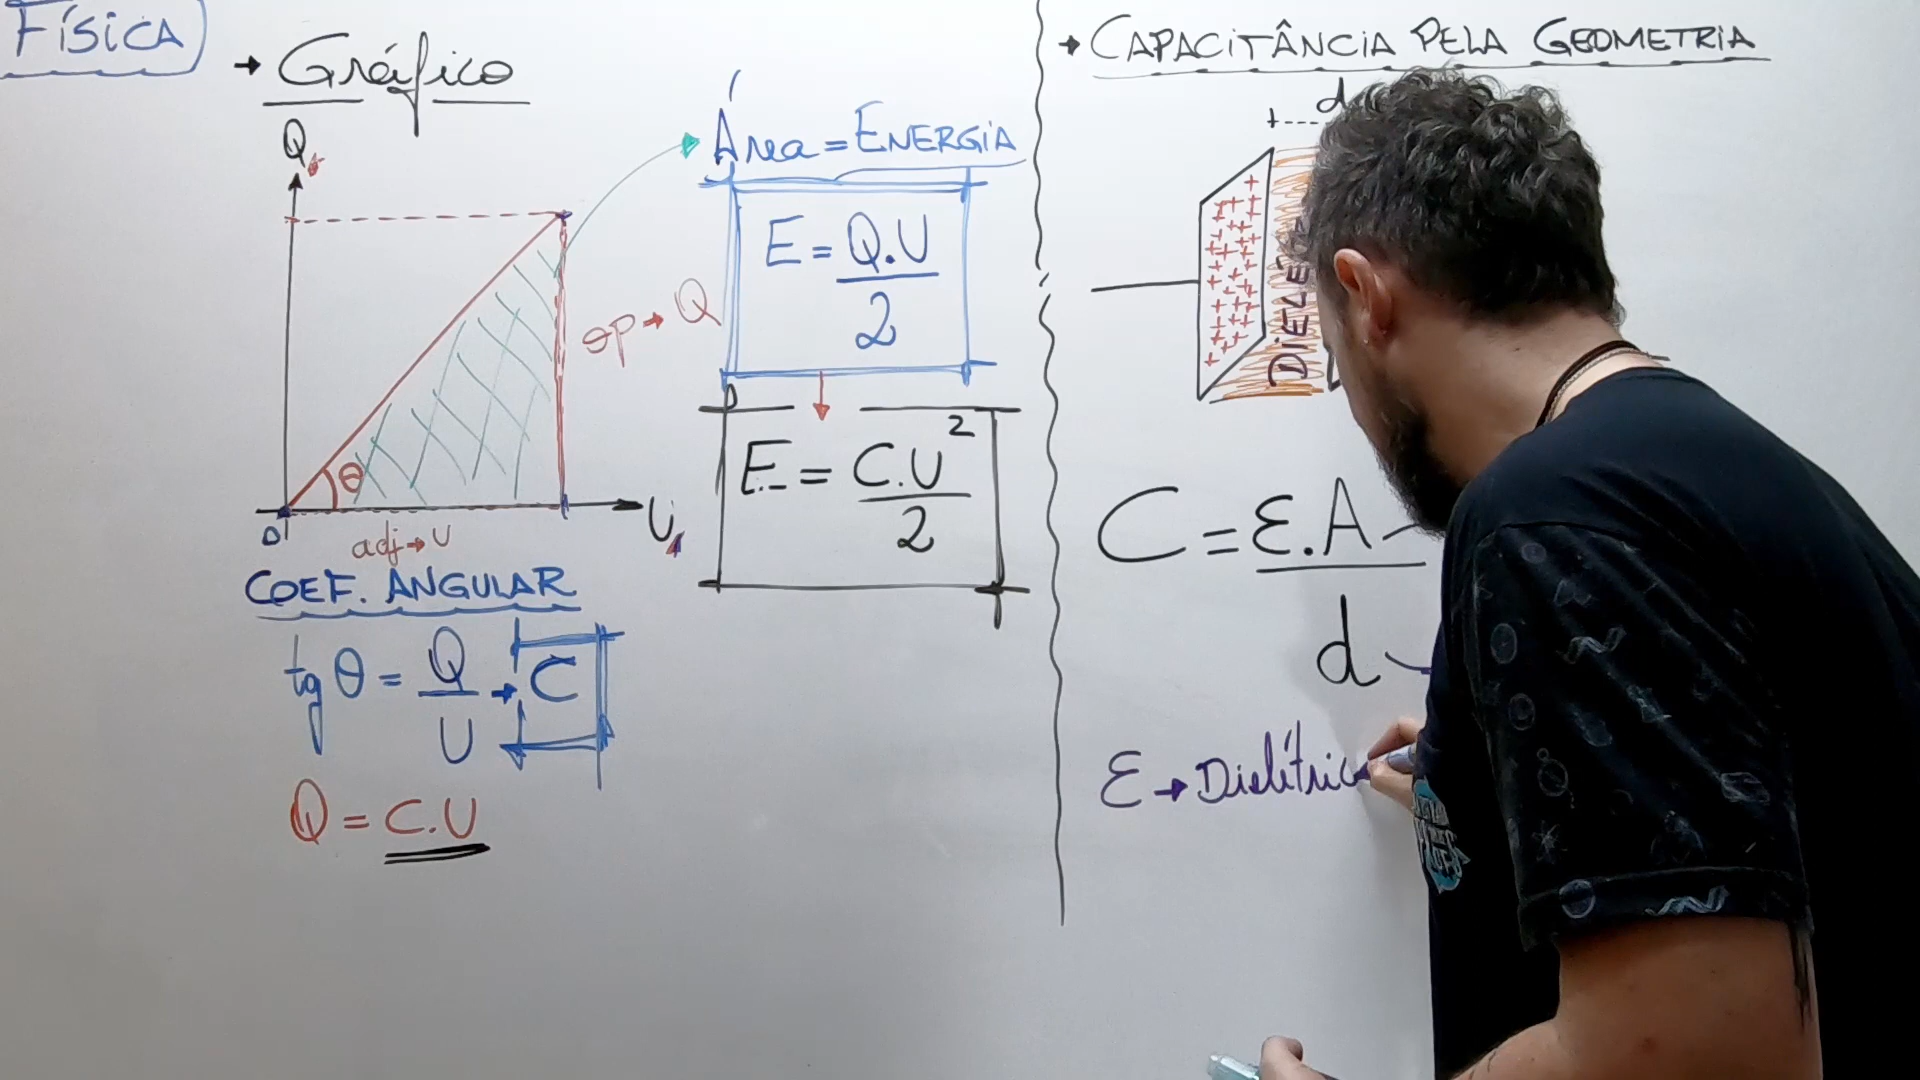 FÍSICA
→ Gráfico
Q
θ
op → Q
0
U
adj → U
COEF. ANGULAR
tg θ = Q/U → C
Q = C.U
Área = ENERGIA
E = Q.U/2
E = C.U²/2
→ CAPACITÂNCIA PELA GEOMETRIA
d
+ + + + + + + + + +
DIELÉ
C = ε.A/d
ε → Dielétric